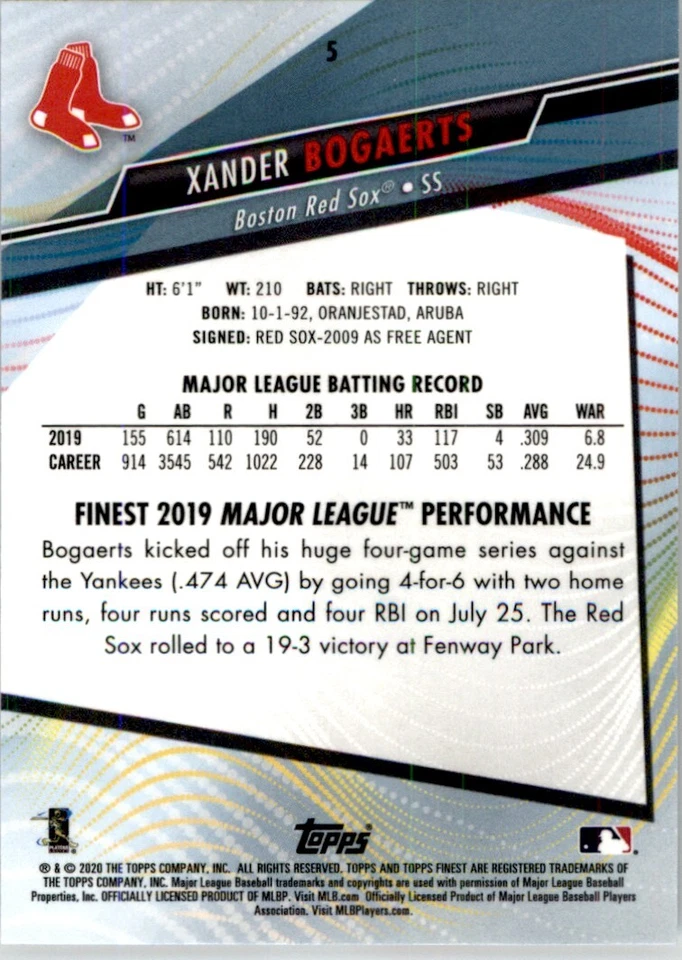 5
TM
XANDER BOGAERTS
Boston Red Sox® • SS
HT: 6'1" WT: 210 BATS: RIGHT THROWS: RIGHT
BORN: 10-1-92, ORANJESTAD, ARUBA
SIGNED: RED SOX-2009 AS FREE AGENT
MAJOR LEAGUE BATTING RECORD
G AB R H 2B 3B HR RBI SB AVG WAR
2019 155 614 110 190 52 0 33 117 4 .309 6.8
CAREER 914 3545 542 1022 228 14 107 503 53 .288 24.9
FINEST 2019 MAJOR LEAGUE™ PERFORMANCE
Bogaerts kicked off his huge four-game series against
the Yankees (.474 AVG) by going 4-for-6 with two home
runs, four runs scored and four RBI on July 25. The Red
Sox rolled to a 19-3 victory at Fenway Park.
topps®
® & © 2020 THE TOPPS COMPANY, INC. ALL RIGHTS RESERVED. TOPPS AND TOPPS FINEST ARE REGISTERED TRADEMARKS OF
THE TOPPS COMPANY, INC. Major League Baseball trademarks and copyrights are used with permission of Major League Baseball
Properties, Inc. OFFICIALLY LICENSED PRODUCT OF MLBP. Visit MLB.com Officially Licensed Product of Major League Baseball Players
Association. Visit MLBPlayers.com.